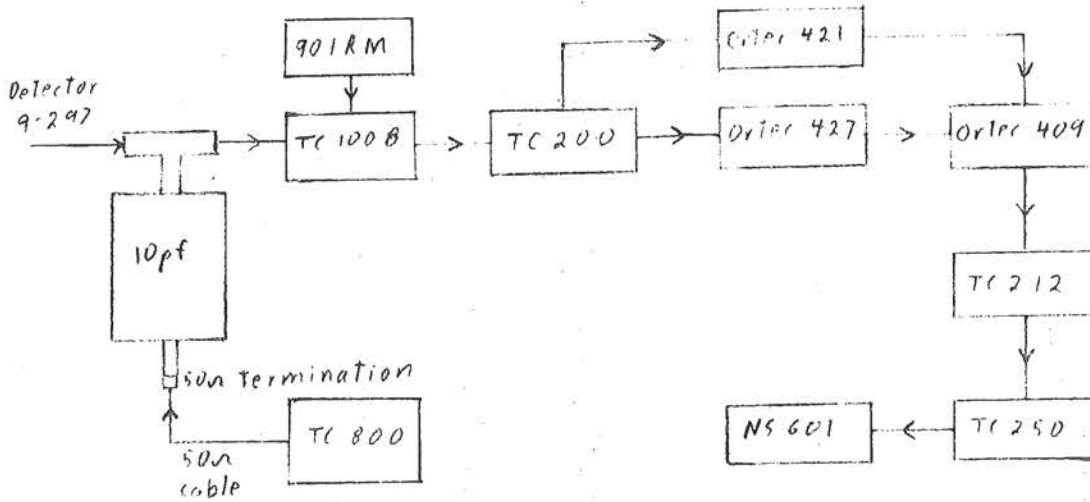 901RM
Ortec 421
Detector
9-297
TC 100B
TC 200
Ortec 427
Ortec 409
10pf
TC 212
50Ω Termination
TC 800
NS 601
TC 250
50Ω
cable